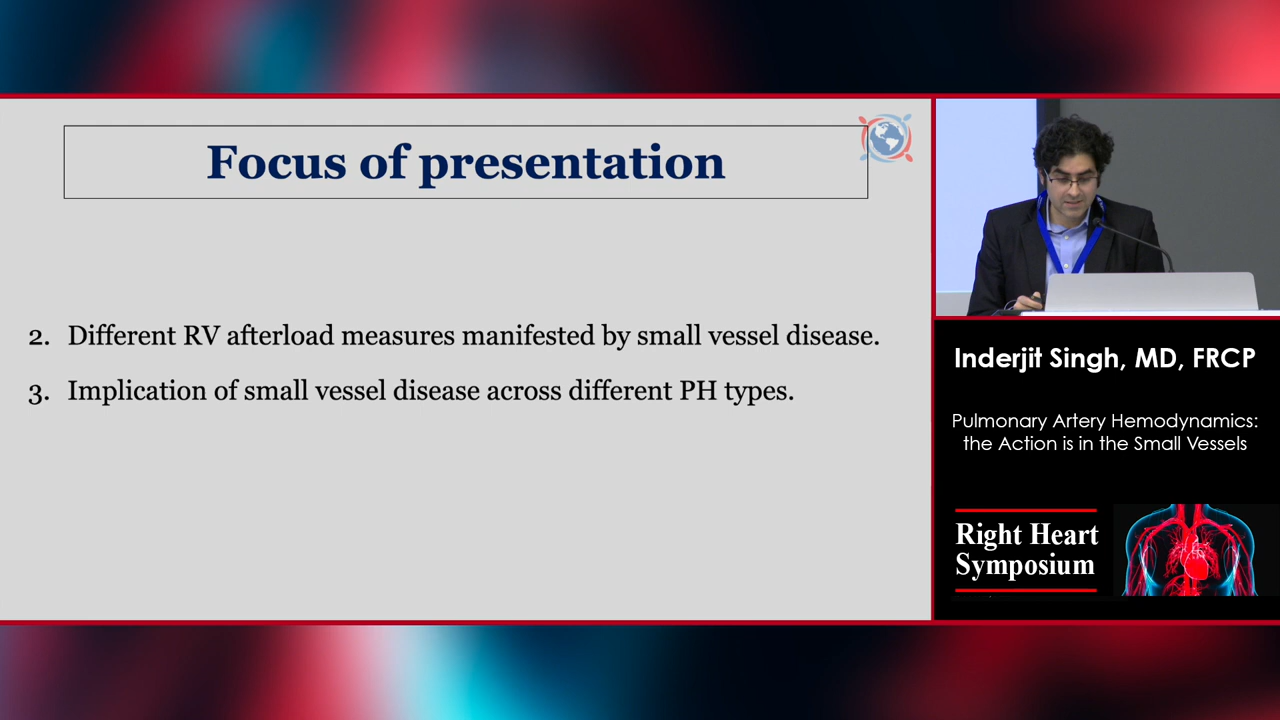 Focus of presentation
2. Different RV afterload measures manifested by small vessel disease.
3. Implication of small vessel disease across different PH types.
Inderjit Singh, MD, FRCP
Pulmonary Artery Hemodynamics:
the Action is in the Small Vessels
Right Heart
Symposium